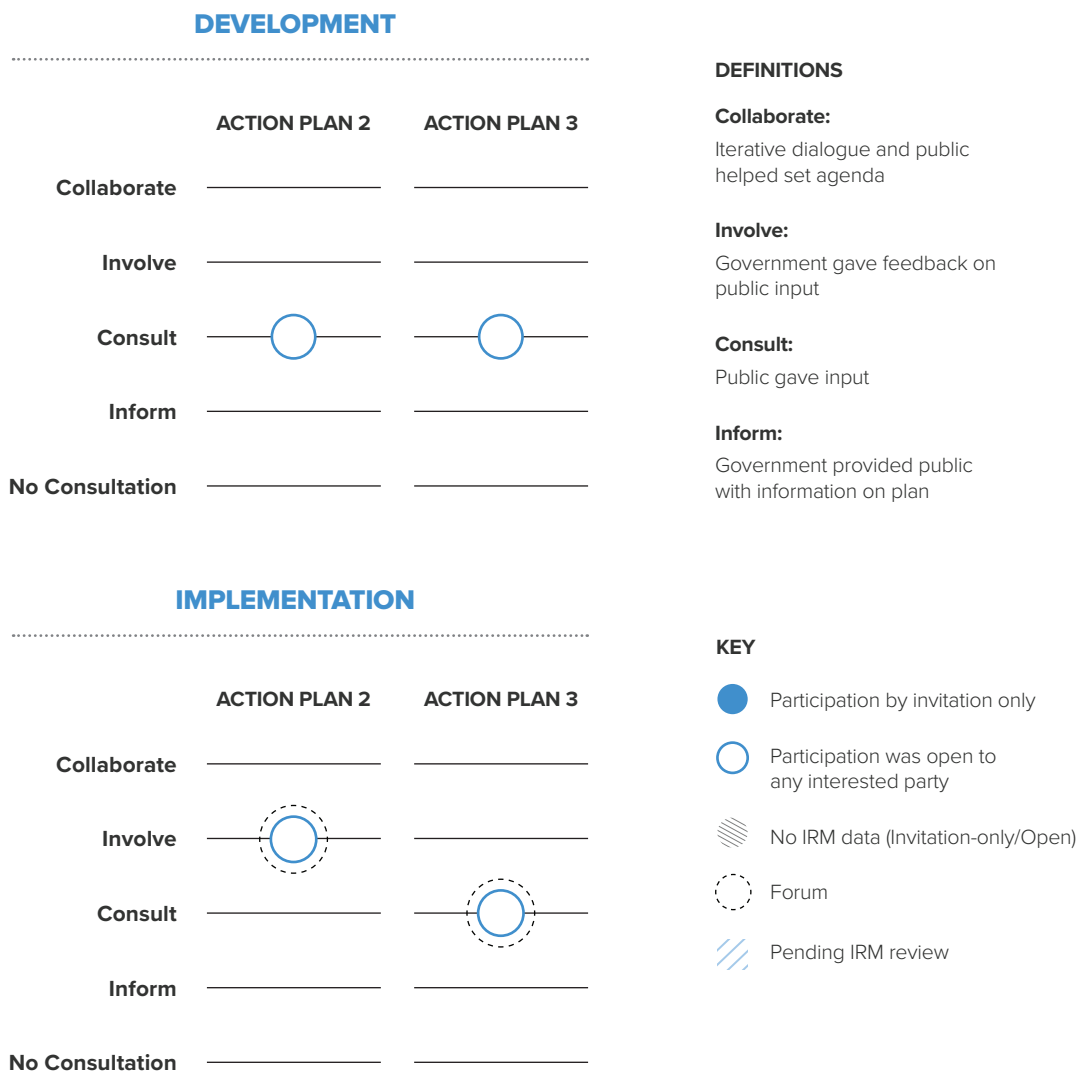 DEVELOPMENT
ACTION PLAN 2
ACTION PLAN 3
Collaborate
Involve
Consult
Inform
No Consultation
DEFINITIONS
Collaborate:
Iterative dialogue and public
helped set agenda
Involve:
Government gave feedback on
public input
Consult:
Public gave input
Inform:
Government provided public
with information on plan
IMPLEMENTATION
ACTION PLAN 2
ACTION PLAN 3
Collaborate
Involve
Consult
Inform
No Consultation
KEY
Participation by invitation only
Participation was open to
any interested party
No IRM data (Invitation-only/Open)
Forum
Pending IRM review